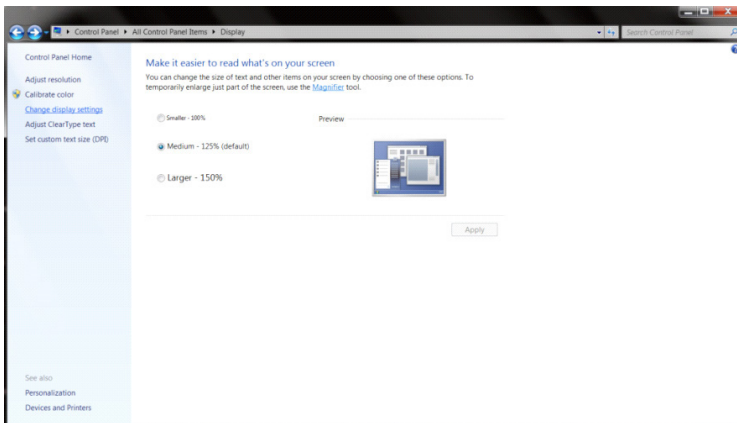 Control Panel ▸ All Control Panel Items ▸ Display
Search Control Panel
Control Panel Home
Adjust resolution
Calibrate color
Change display settings
Adjust ClearType text
Set custom text size (DPI)
Make it easier to read what's on your screen
You can change the size of text and other items on your screen by choosing one of these options. To
temporarily enlarge just part of the screen, use the Magnifier tool.
Smaller - 100%
Preview
Medium - 125% (default)
Larger - 150%
Apply
See also
Personalization
Devices and Printers